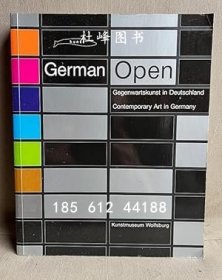 杜峰图书
German Open
Gegenwartskunst in Deutschland
Contemporary Art in Germany
185 612 44188
Kunstmuseum Wolfsburg